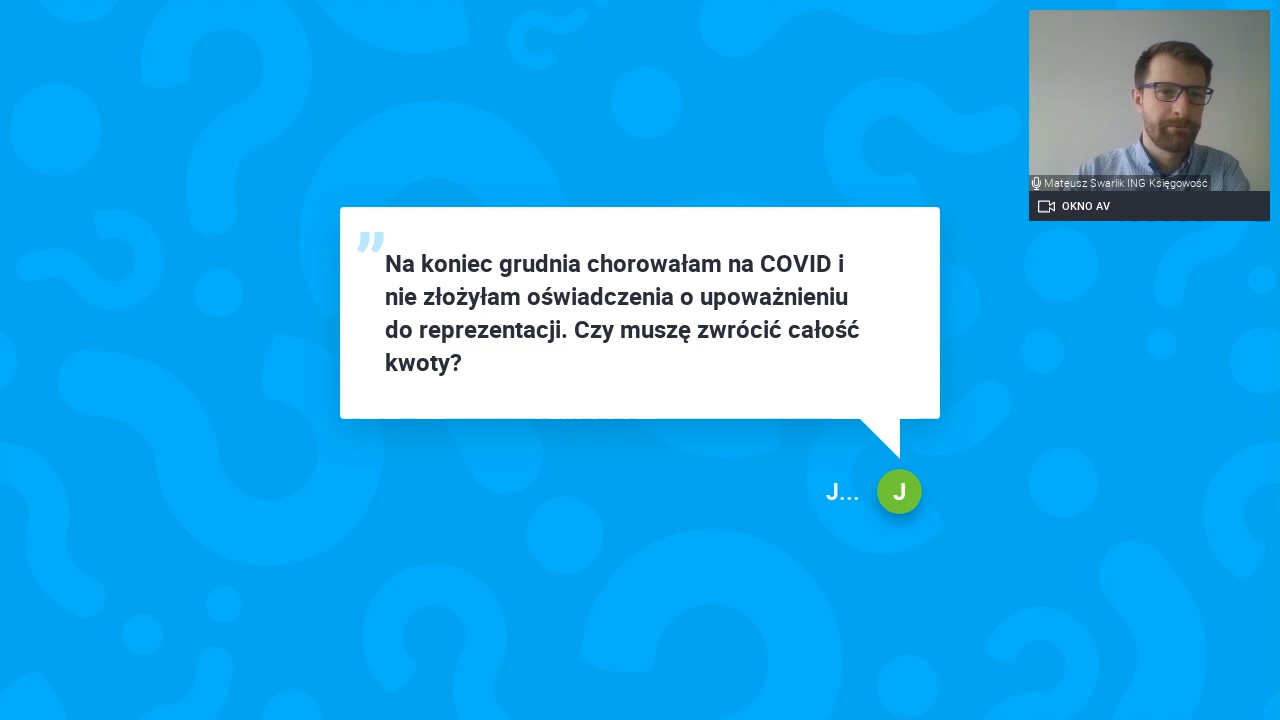 Mateusz Swarlik ING Księgowość
OKNO AV
”
Na koniec grudnia chorowałam na COVID i
nie złożyłam oświadczenia o upoważnieniu
do reprezentacji. Czy muszę zwrócić całość
kwoty?
J...
J